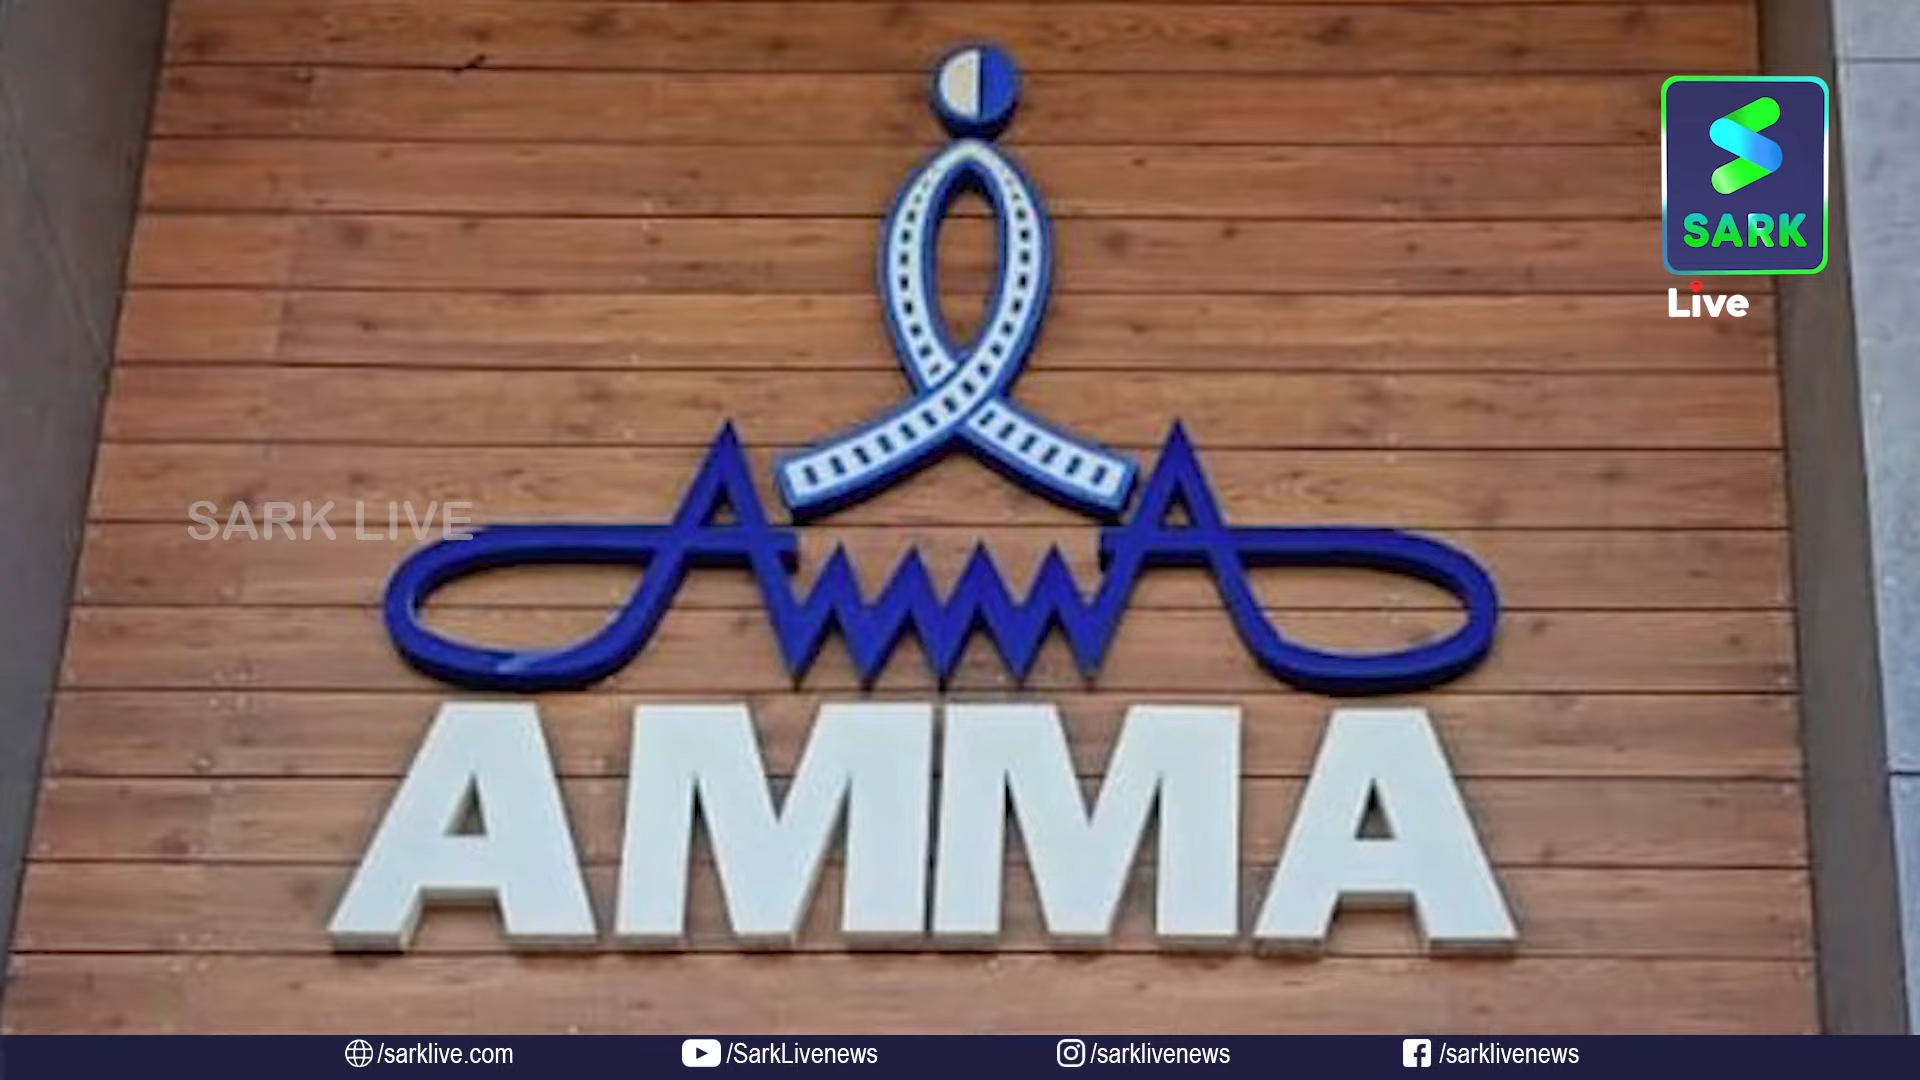 SARK
Live
SARK LIVE
AMMA
AMMA
/sarklive.com
/SarkLivenews
/sarklivenews
/sarklivenews